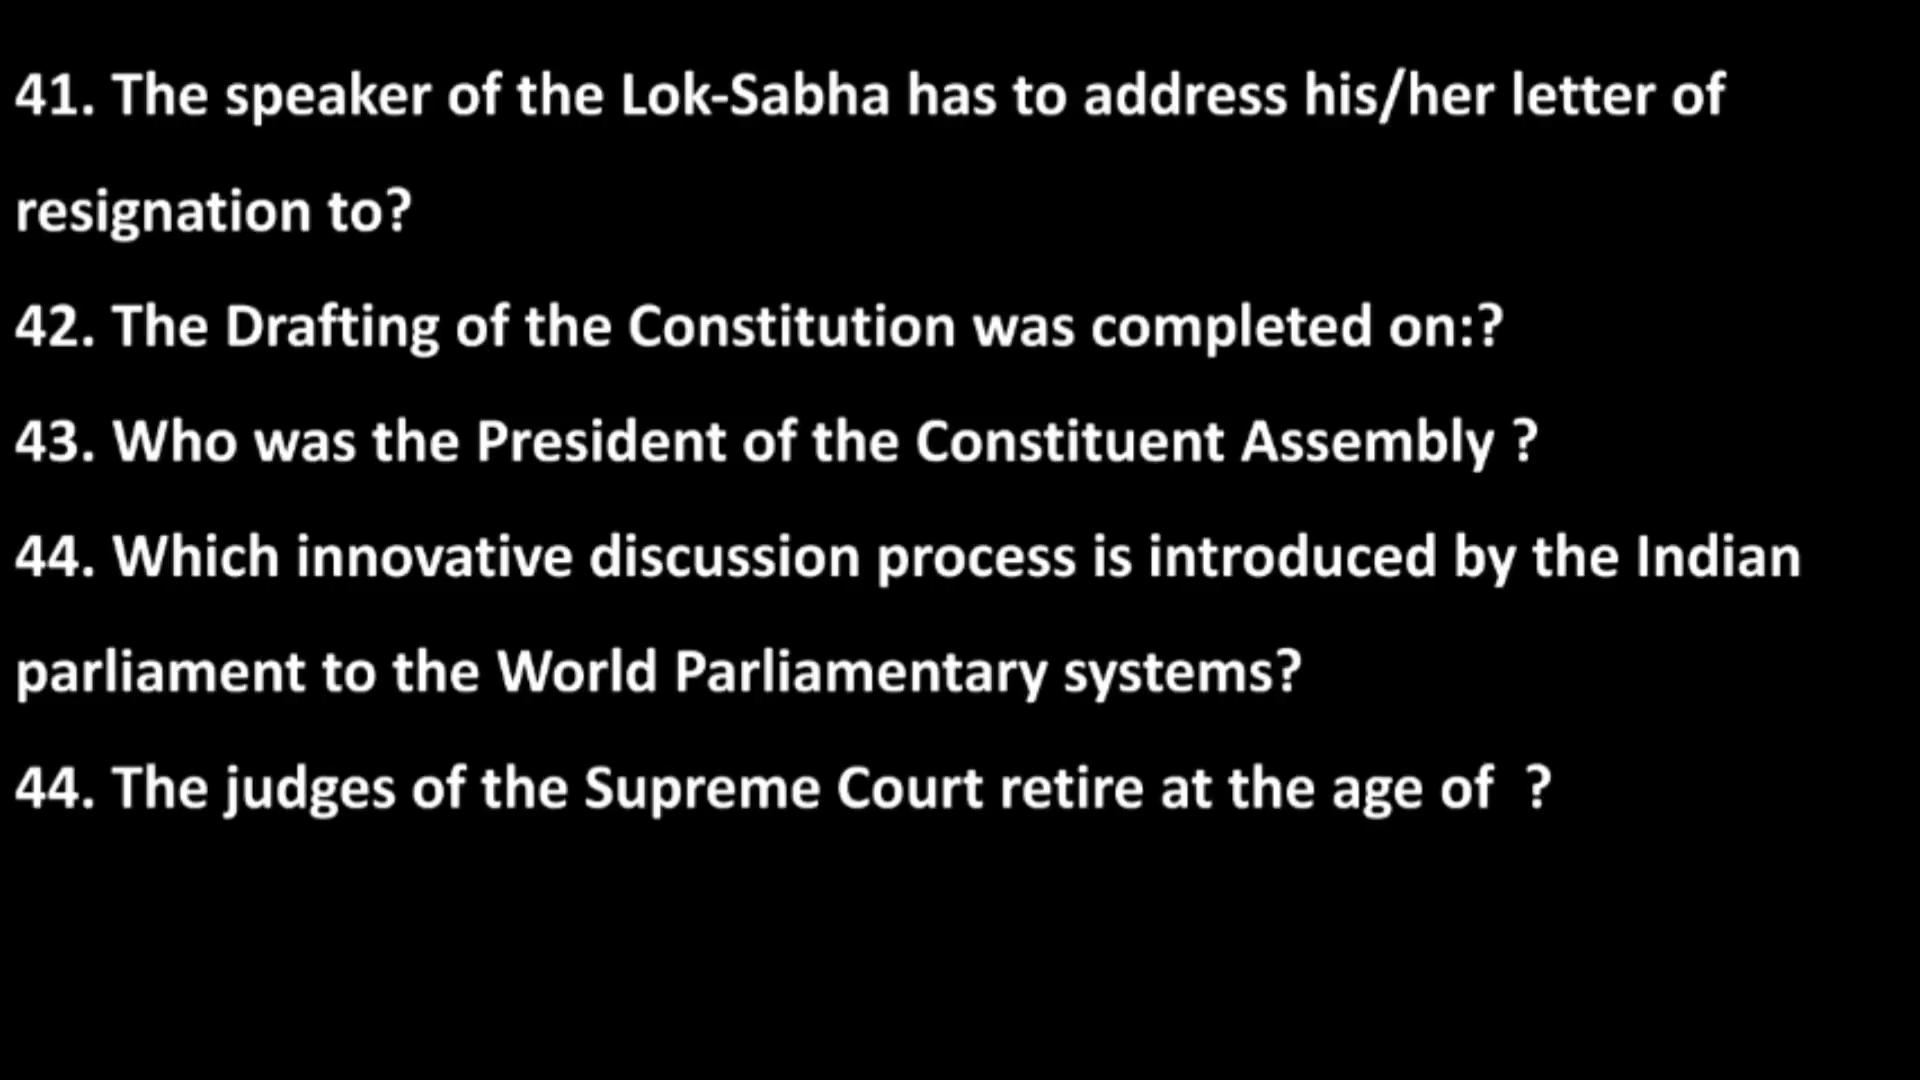 41. The speaker of the Lok-Sabha has to address his/her letter of
resignation to?
42. The Drafting of the Constitution was completed on:?
43. Who was the President of the Constituent Assembly ?
44. Which innovative discussion process is introduced by the Indian
parliament to the World Parliamentary systems?
44. The judges of the Supreme Court retire at the age of  ?